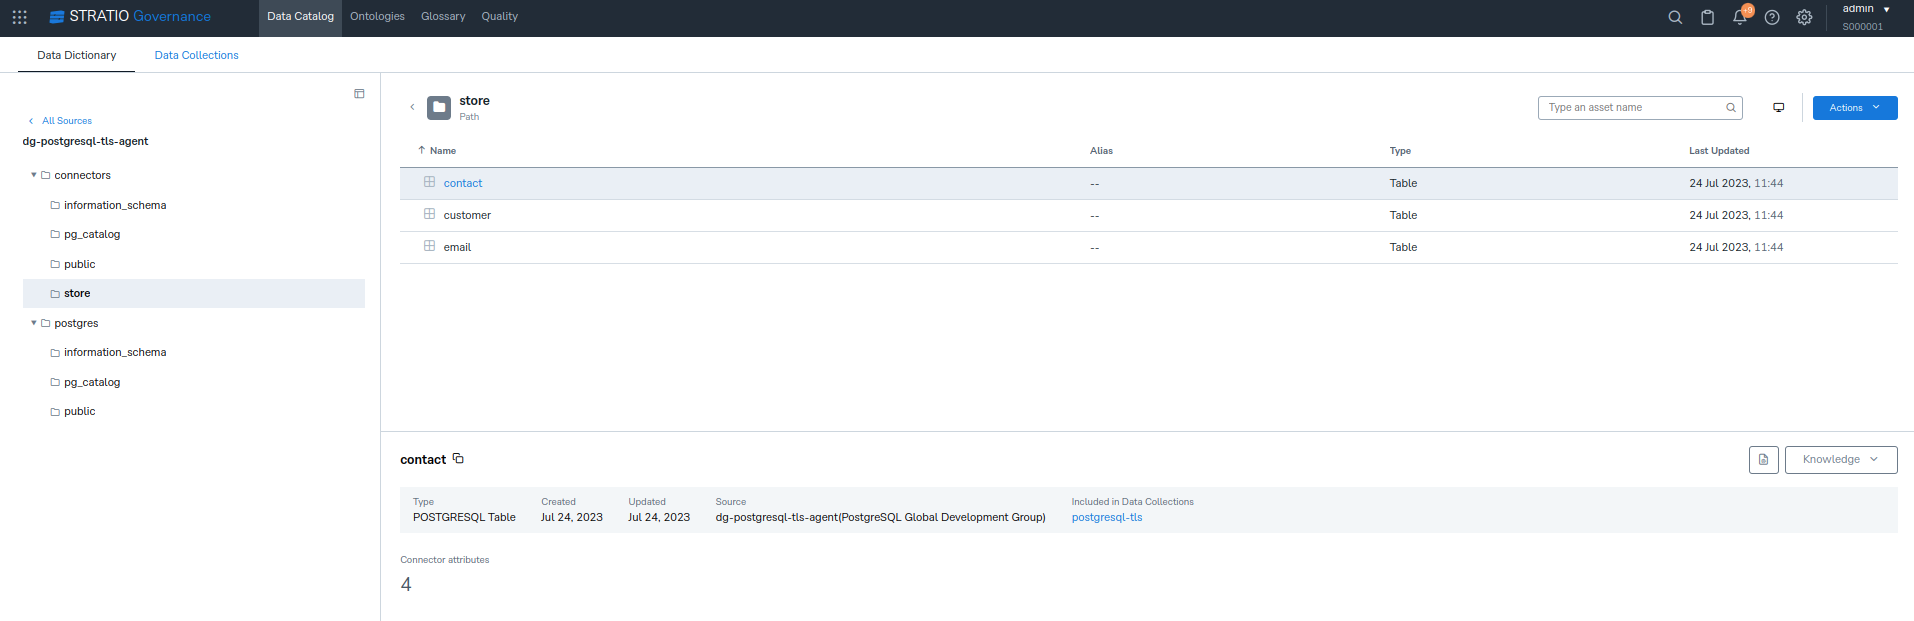 STRATIO Governance
Data Catalog Ontologies Glossary Quality
+9
admin
S000001
Data Dictionary Data Collections
All Sources
dg-postgresql-tls-agent
connectors
information_schema
pg_catalog
public
store
postgres
information_schema
pg_catalog
public
store
Path
Type an asset name
Actions
Name Alias Type Last Updated
contact -- Table 24 Jul 2023, 11:44
customer -- Table 24 Jul 2023, 11:44
email -- Table 24 Jul 2023, 11:44
contact
Knowledge
Type Created Updated Source Included in Data Collections
POSTGRESQL Table Jul 24, 2023 Jul 24, 2023 dg-postgresql-tls-agent(PostgreSQL Global Development Group) postgresql-tls
Connector attributes
4